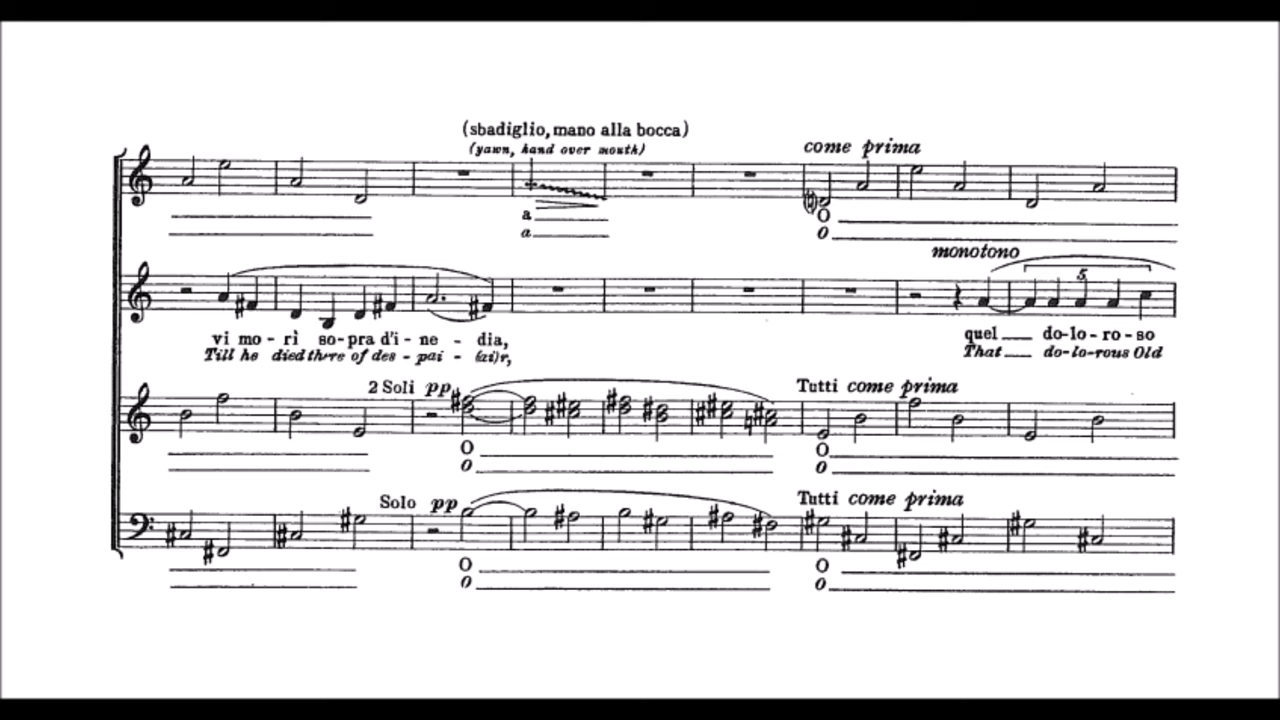 (sbadiglio, mano alla bocca)
(yawn, hand over mouth)
come prima
a
a
O
o
monotono
5
vi mo - rì so - pra d'i - ne - dia,
quel do - lo - ro - so
Till he died there of des - pai -
That do - lo - rous Old
2 Soli pp
Tutti come prima
O
o
O
o
Solo pp
Tutti come prima
O
o
O
o